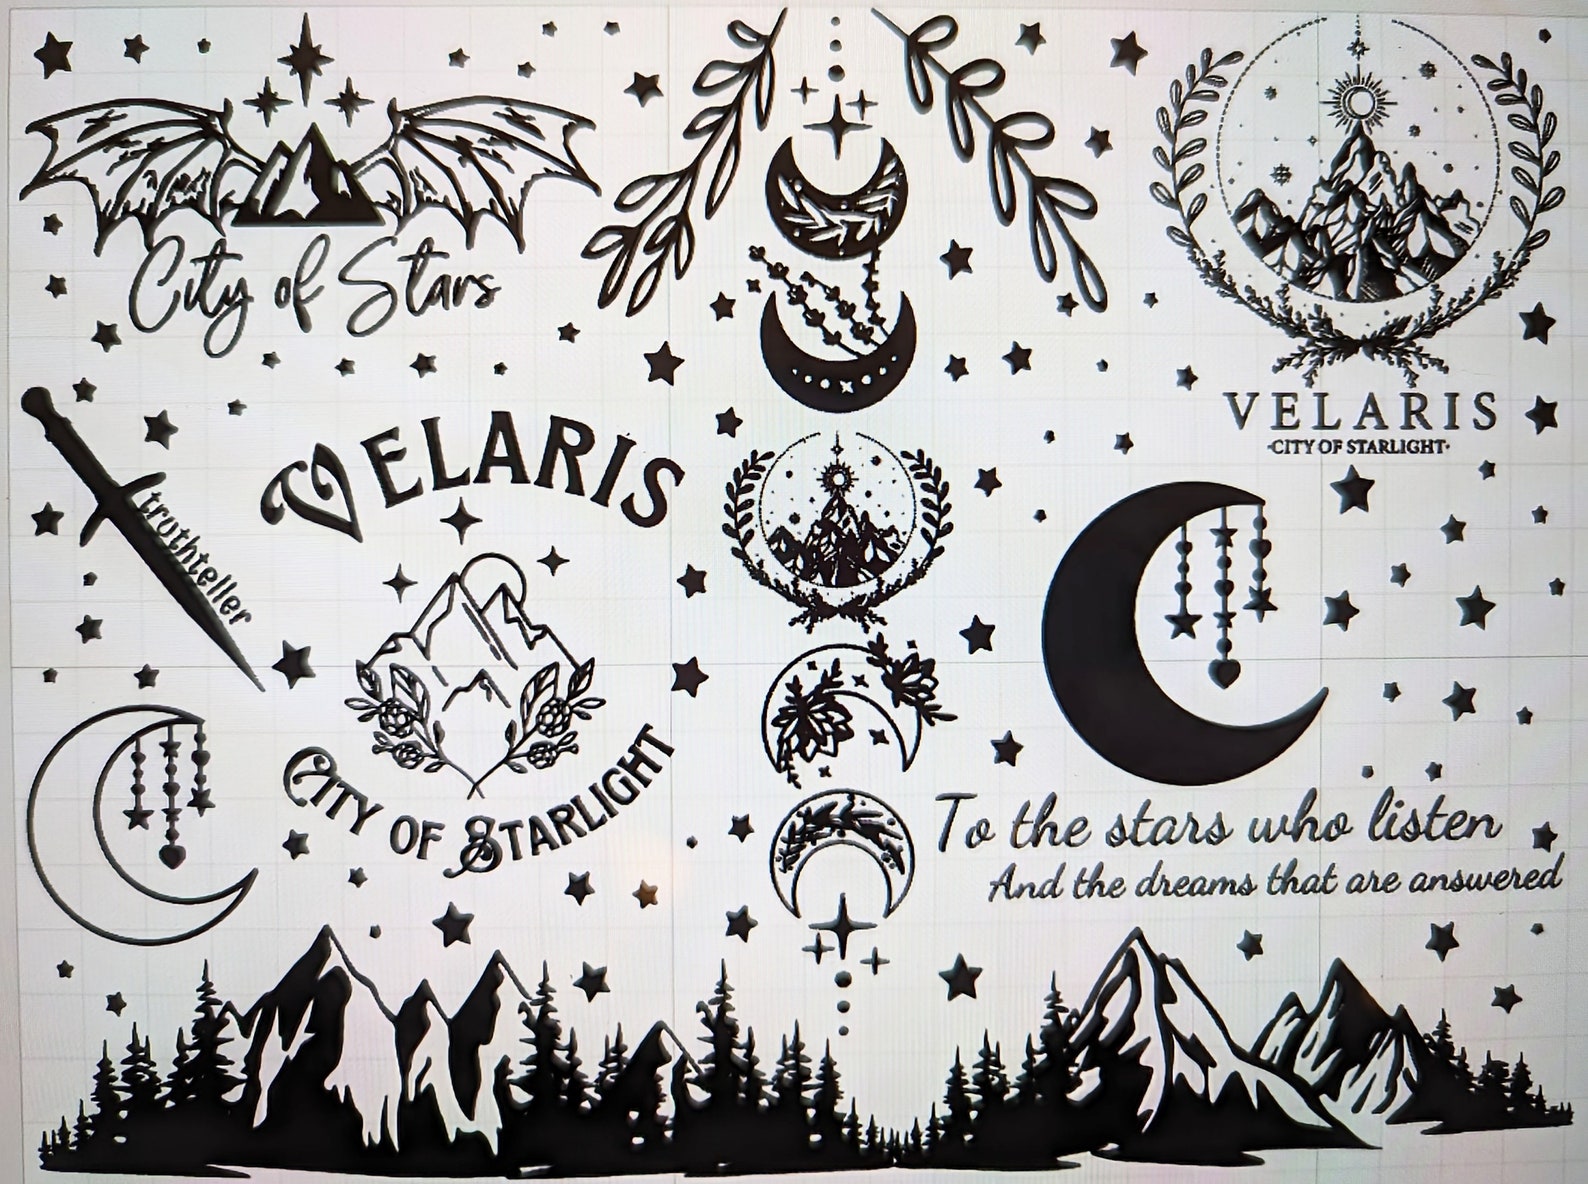 City of Stars
VELARIS
·CITY OF STARLIGHT·
truthteller
VELARIS
CITY OF STARLIGHT
To the stars who listen
And the dreams that are answered